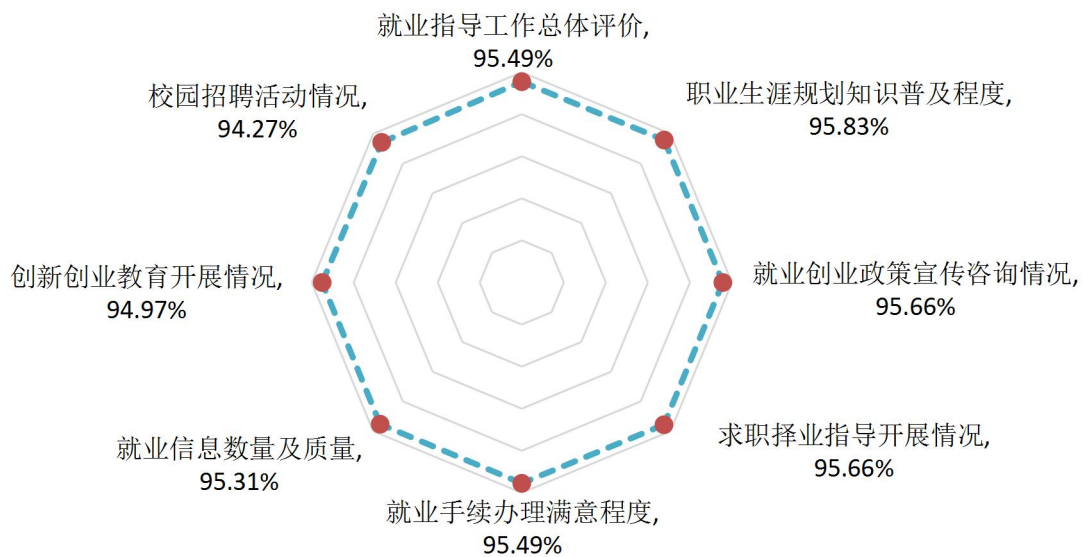 就业指导工作总体评价,
95.49%
职业生涯规划知识普及程度,
95.83%
就业创业政策宣传咨询情况,
95.66%
求职择业指导开展情况,
95.66%
就业手续办理满意程度,
95.49%
就业信息数量及质量,
95.31%
创新创业教育开展情况,
94.97%
校园招聘活动情况,
94.27%